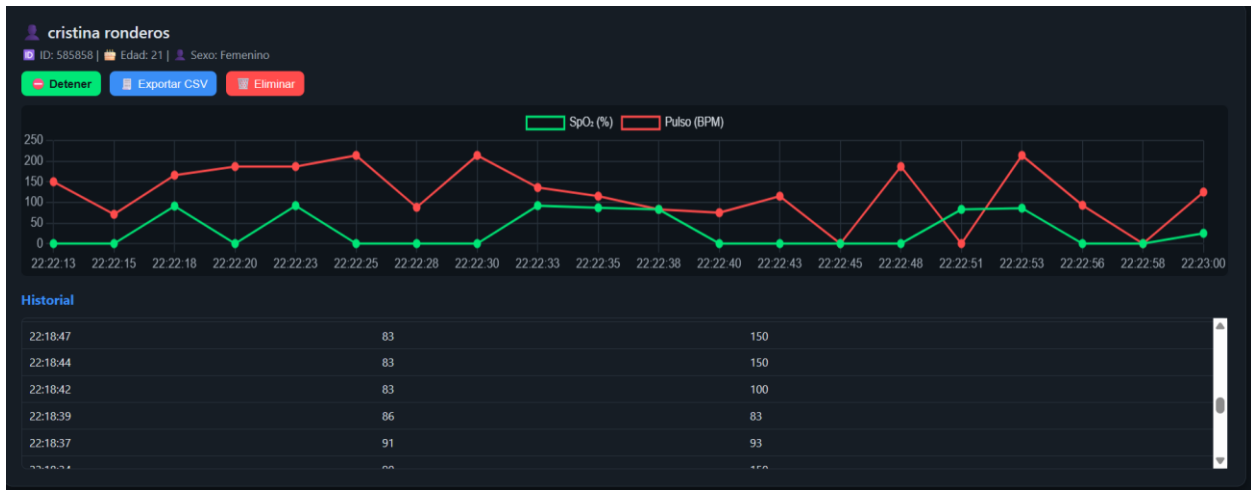 cristina ronderos
ID ID: 585858 | Edad: 21 | Sexo: Femenino
Detener Exportar CSV Eliminar
SpO₂ (%) Pulso (BPM)
250
200
150
100
50
0
22:22:13 22:22:15 22:22:18 22:22:20 22:22:23 22:22:25 22:22:28 22:22:30 22:22:33 22:22:35 22:22:38 22:22:40 22:22:43 22:22:45 22:22:48 22:22:51 22:22:53 22:22:56 22:22:58 22:23:00
Historial
22:18:47 83 150
22:18:44 83 150
22:18:42 83 100
22:18:39 86 83
22:18:37 91 93